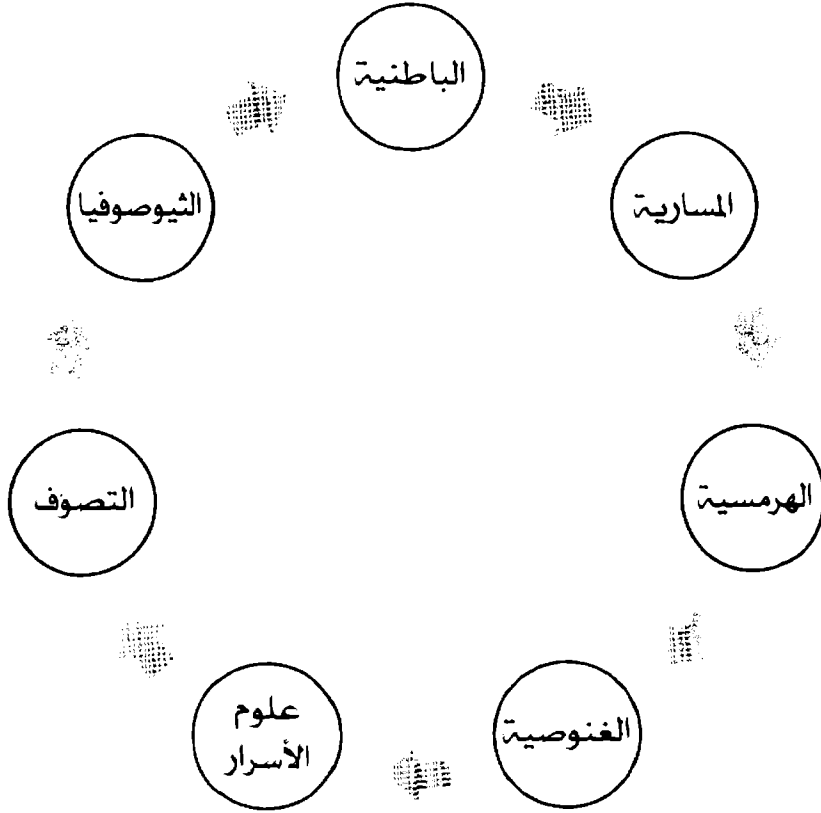 الباطنية
المسارية
الهرمسية
الغنوصية
علوم
الأسرار
التصوف
الثيوصوفيا